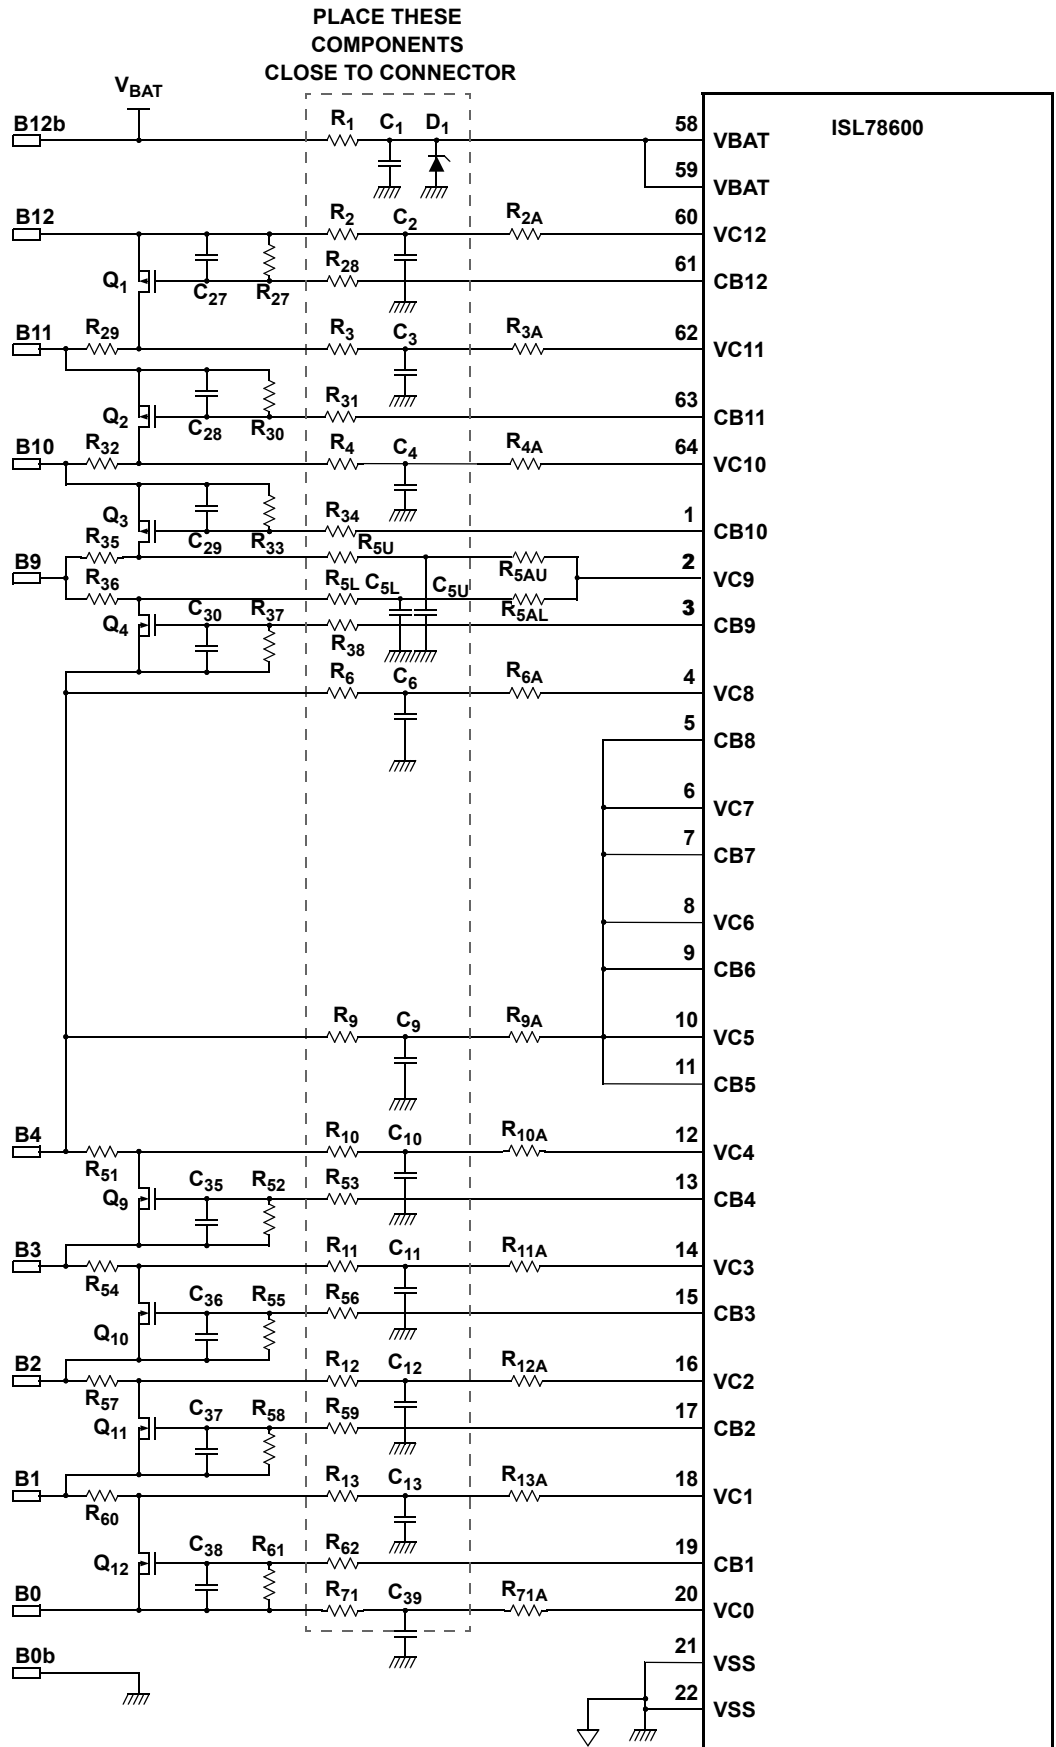 PLACE THESE
COMPONENTS
CLOSE TO CONNECTOR
VBAT
B12b R1 C1 D1 58 VBAT ISL78600
59 VBAT
B12 R2 C2 R2A 60 VC12
Q1 C27 R27 R28 61 CB12
B11 R29 R3 C3 R3A 62 VC11
Q2 C28 R30 R31 63 CB11
B10 R32 R4 C4 R4A 64 VC10
Q3 C29 R33 R34 1 CB10
R35 R5U R5AU
B9 2 VC9
R36 R5L C5L C5U R5AL
Q4 C30 R37 R38 3 CB9
R6 C6 R6A 4 VC8
5 CB8
6 VC7
7 CB7
8 VC6
9 CB6
R9 C9 R9A 10 VC5
11 CB5
B4 R51 R10 C10 R10A 12 VC4
Q9 C35 R52 R53 13 CB4
B3 R54 R11 C11 R11A 14 VC3
Q10 C36 R55 R56 15 CB3
B2 R57 R12 C12 R12A 16 VC2
Q11 C37 R58 R59 17 CB2
B1 R60 R13 C13 R13A 18 VC1
Q12 C38 R61 R62 19 CB1
B0 R71 C39 R71A 20 VC0
B0b 21 VSS
22 VSS